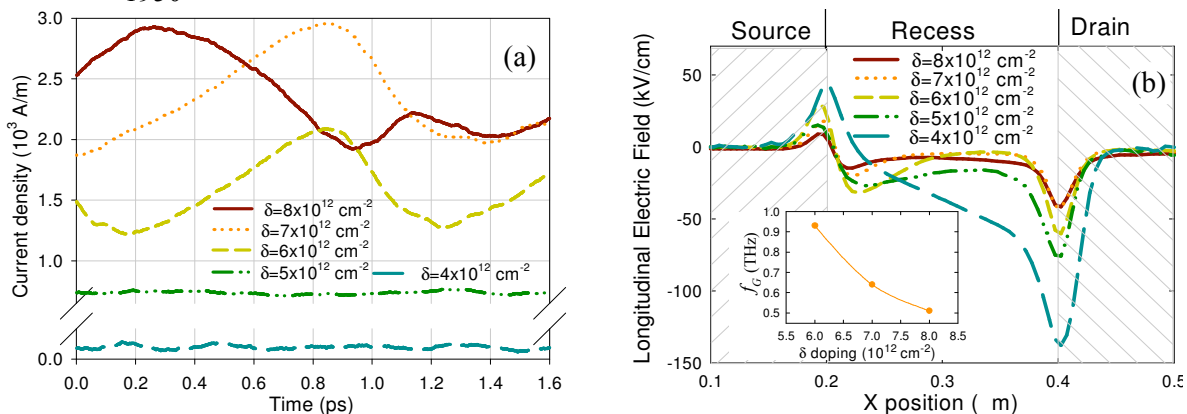 1950
(a)
Current density (10³ A/m)
3.0
2.5
2.0
1.5
1.0
0.0
δ=8x10¹² cm⁻²
δ=7x10¹² cm⁻²
δ=6x10¹² cm⁻²
δ=5x10¹² cm⁻²
δ=4x10¹² cm⁻²
0.0 0.2 0.4 0.6 0.8 1.0 1.2 1.4 1.6
Time (ps)
Source Recess Drain
(b)
Longitudinal Electric Field (kV/cm)
50
0
-50
-100
-150
δ=8x10¹² cm⁻²
δ=7x10¹² cm⁻²
δ=6x10¹² cm⁻²
δ=5x10¹² cm⁻²
δ=4x10¹² cm⁻²
f_G (THz)
1.0
0.9
0.8
0.7
0.6
0.5
5.5 6.0 6.5 7.0 7.5 8.0 8.5
δ doping (10¹² cm⁻²)
0.1 0.2 0.3 0.4 0.5
X position ( m)